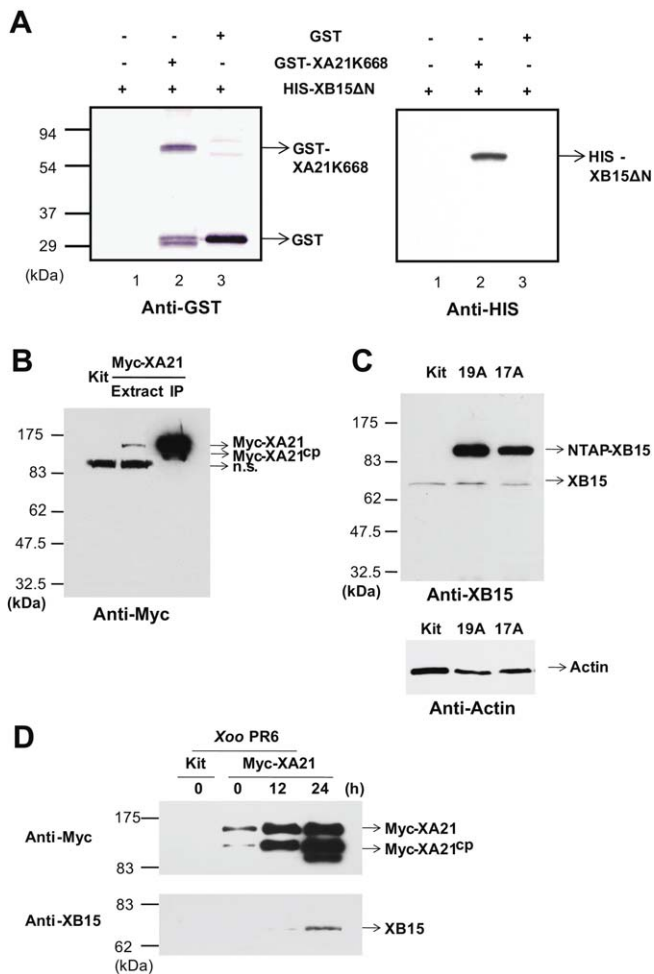 A
- - + GST
- + - GST-XA21K668
+ + + HIS-XB15ΔN
94
54
37
29
(kDa)
GST-
XA21K668
GST
1 2 3
Anti-GST
- - +
- + -
+ + +
HIS -
XB15ΔN
1 2 3
Anti-HIS
B
Myc-XA21
Kit Extract IP
175
83
62
47.5
32.5
(kDa)
Myc-XA21
Myc-XA21cp
n.s.
Anti-Myc
C
Kit 19A 17A
175
83
62
47.5
32.5
(kDa)
NTAP-XB15
XB15
Anti-XB15
Kit 19A 17A
Actin
Anti-Actin
D
Xoo PR6
Kit Myc-XA21
0 0 12 24 (h)
Anti-Myc
175
83
Myc-XA21
Myc-XA21cp
Anti-XB15
83
62
(kDa)
XB15